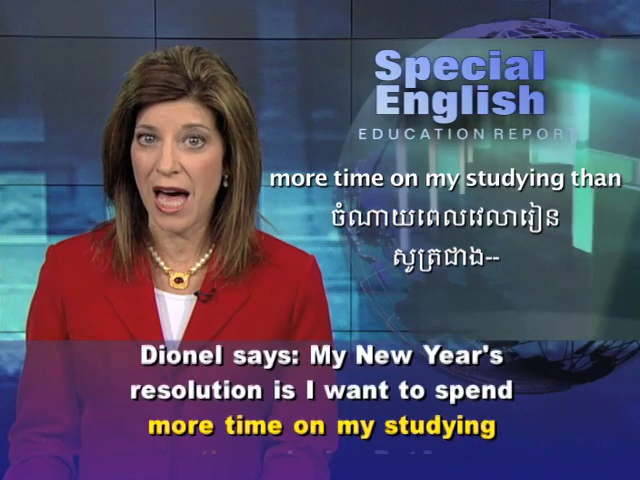 Special
English
EDUCATION REPORT
more time on my studying than
ចំណាយពេលវេលារៀន
សូត្រជាង--
Dionel says: My New Year's
resolution is I want to spend
more time on my studying